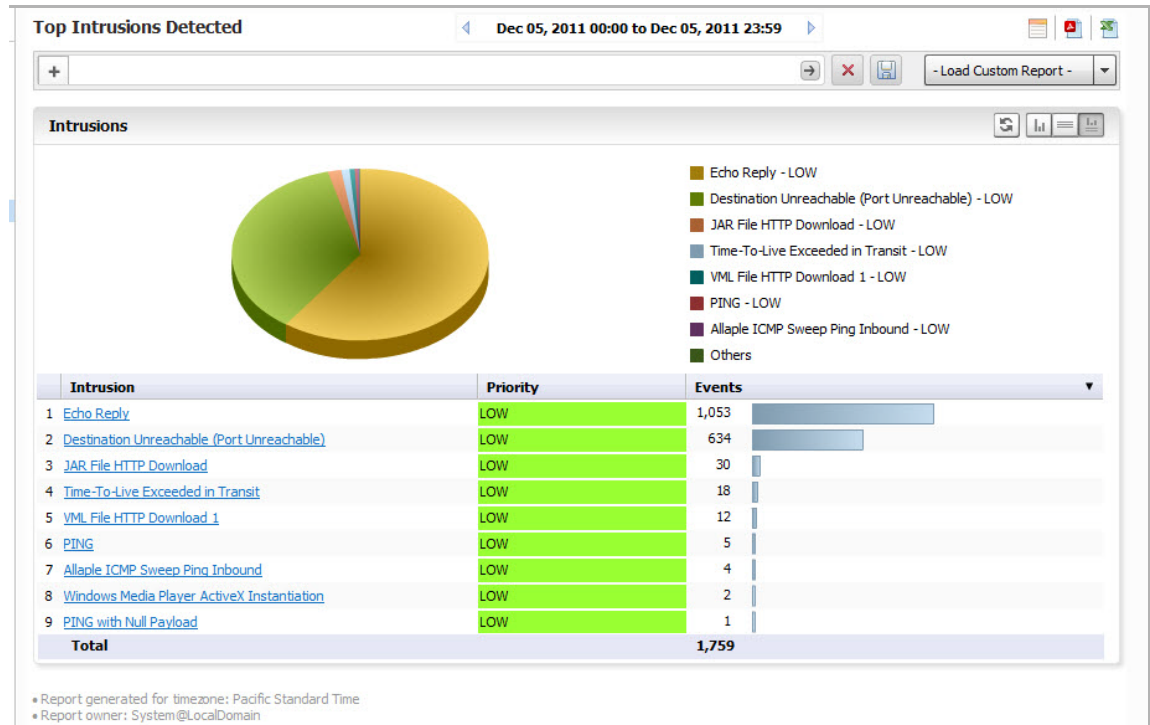 Top Intrusions Detected
Dec 05, 2011 00:00 to Dec 05, 2011 23:59
- Load Custom Report -
Intrusions
Echo Reply - LOW
Destination Unreachable (Port Unreachable) - LOW
JAR File HTTP Download - LOW
Time-To-Live Exceeded in Transit - LOW
VML File HTTP Download 1 - LOW
PING - LOW
Allaple ICMP Sweep Ping Inbound - LOW
Others
Intrusion Priority Events
1 Echo Reply LOW 1,053
2 Destination Unreachable (Port Unreachable) LOW 634
3 JAR File HTTP Download LOW 30
4 Time-To-Live Exceeded in Transit LOW 18
5 VML File HTTP Download 1 LOW 12
6 PING LOW 5
7 Allaple ICMP Sweep Ping Inbound LOW 4
8 Windows Media Player ActiveX Instantiation LOW 2
9 PING with Null Payload LOW 1
Total 1,759
• Report generated for timezone: Pacific Standard Time
• Report owner: System@LocalDomain